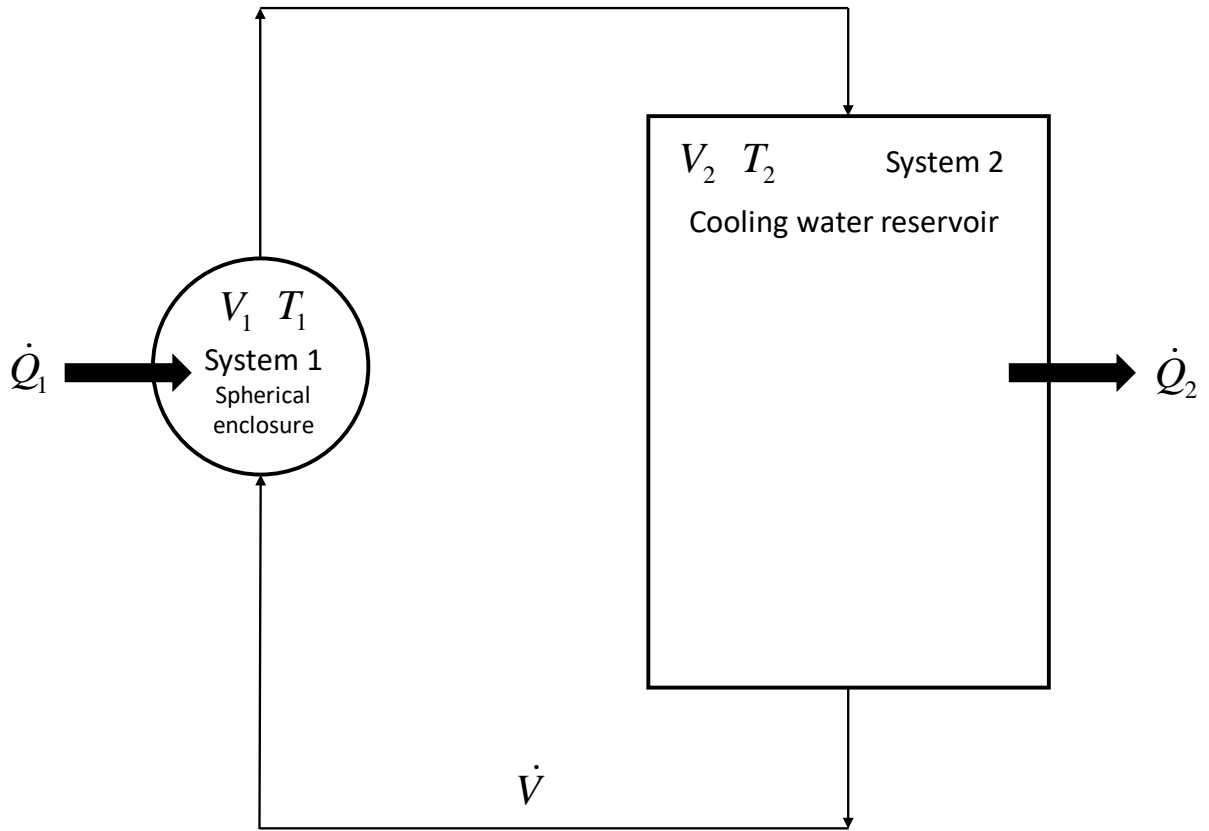 V₂ T₂ System 2
Cooling water reservoir
V₁ T₁
System 1
Spherical
enclosure
Q̇₁
Q̇₂
V̇